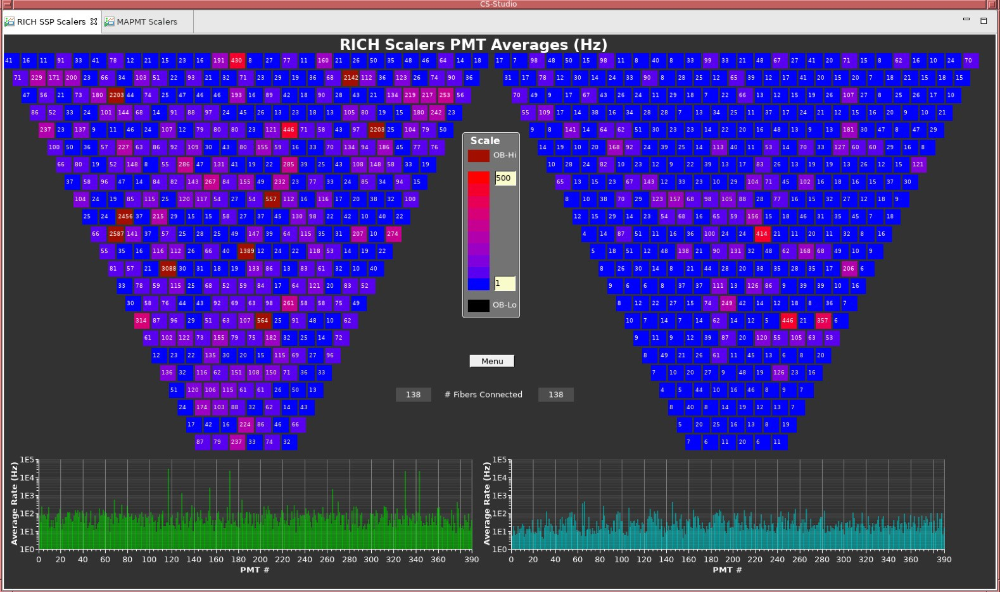 CS-Studio
RICH SSP Scalers MAPMT Scalers
RICH Scalers PMT Averages (Hz)
41 16 11 91 33 41 78 12 21 15 23 16 191 430 8 27 77 11 160 21 26 50 35 48 46 64 14 18 17 7 98 48 50 15 98 11 8 40 8 33 99 33 21 48 67 27 41 20 71 15 8 62 16 10 24 70
71 229 171 200 23 66 34 103 51 22 93 21 32 71 23 29 19 36 68 2142 112 36 123 26 74 90 36 31 17 78 12 30 14 24 33 90 8 28 37 12 65 39 12 17 41 20 15 20 7 18 21 15 18 15
47 56 21 73 180 2203 44 74 25 47 46 46 193 16 89 42 18 90 28 43 21 134 219 217 253 56 70 49 9 17 67 43 26 24 11 29 18 7 22 66 13 12 17 12 26 107 27 8 25 26 17 10
86 52 33 24 101 144 68 14 91 88 97 24 45 26 13 23 18 13 105 80 19 15 180 242 23 55 109 17 14 18 30 34 75 24 25 11 37 17 24 21 12 15 16 20 9 10 21
237 23 137 9 11 46 24 107 12 79 80 80 23 121 446 71 58 43 97 2203 25 104 79 50 9 8 141 14 64 62 51 12 17 18 10 9 22 16 9 13 181 30 47 8 47 29
100 50 36 57 227 63 86 92 109 30 43 80 155 59 16 33 70 134 94 186 45 77 76 14 19 10 20 168 92 23 25 14 113 40 11 53 14 70 33 127 60 60 29 16 8
66 80 19 52 148 8 55 286 47 131 41 19 22 285 39 25 43 108 148 58 33 19 10 28 24 82 10 23 20 31 12 13 17 83 26 13 19 9 13 26 12 15 121
37 58 96 47 14 84 82 143 267 84 155 49 232 23 77 33 24 85 34 94 15 65 13 15 23 67 143 12 33 23 10 29 104 71 45 102 16 18 16 15 37 30
104 24 19 85 115 25 120 117 54 27 54 557 112 16 116 17 20 38 32 100 8 10 38 70 29 123 157 68 98 105 88 28 77 16 15 12 12 13 18 9
25 24 2456 37 215 29 15 15 58 27 37 45 130 98 22 42 10 40 22 12 15 29 14 23 54 68 16 65 59 156 15 18 46 31 35 45 7 18
66 2587 141 37 57 25 28 25 49 147 39 64 115 35 31 207 10 274 4 14 87 51 11 16 36 100 24 24 414 21 11 20 11 32 8 16
55 35 16 116 112 26 66 40 1389 12 24 22 118 53 14 19 22 5 18 51 12 48 138 21 90 131 32 48 62 168 68 49 10 9
81 57 21 3088 30 31 18 19 133 86 13 83 61 32 10 40 8 26 30 14 8 18 21 40 20 38 28 35 17 206 6
33 78 59 115 25 68 52 59 84 17 64 121 20 83 52 9 6 6 8 37 37 111 13 126 86 9 39 39 10 16
30 58 76 44 43 92 69 63 98 261 58 58 75 49 8 12 22 27 15 74 249 42 14 12 18 8 36 7
314 87 96 29 51 63 107 564 25 91 48 10 62 10 7 14 7 14 62 14 12 5 446 21 357 6
61 102 122 73 155 79 75 182 32 25 14 72 9 11 9 12 39 87 20 120 55 105 63 53
12 23 22 135 30 20 15 115 69 27 96 8 49 21 26 61 11 45 13 6 8 20
136 32 116 62 151 108 150 71 36 33 7 10 20 27 9 48 19 126 23 16
51 120 106 115 61 61 26 50 13 4 5 44 10 16 8 9 7
24 174 103 88 32 62 14 43 8 40 8 14 19 12 13 7
17 42 16 224 86 46 66 5 20 25 16 13 8 19
87 79 237 33 74 32 7 6 11 20 6 11
Scale
OB-Hi
500
1
OB-Lo
Menu
138 # Fibers Connected 138
1E5 1E5
1E4 1E4
1E3 1E3
1E2 1E2
1E1 1E1
1E0 1E0
Average Rate (Hz) Average Rate (Hz)
0 20 40 60 80 100 120 140 160 180 200 220 240 260 280 300 320 340 360 390 0 20 40 60 80 100 120 140 160 180 200 220 240 260 280 300 320 340 360 390
PMT # PMT #